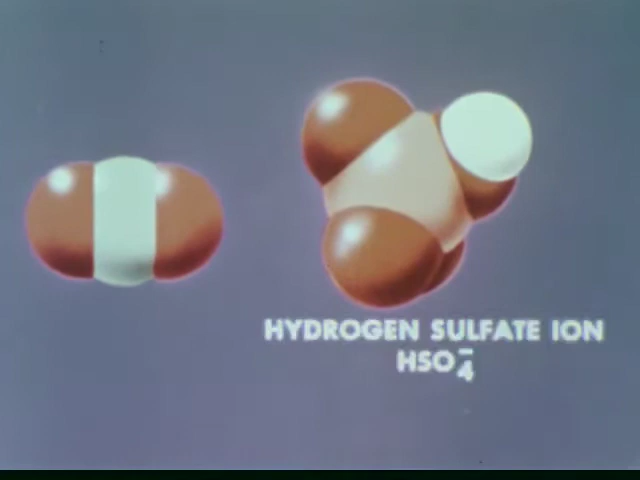 HYDROGEN SULFATE ION
HSO₄⁻